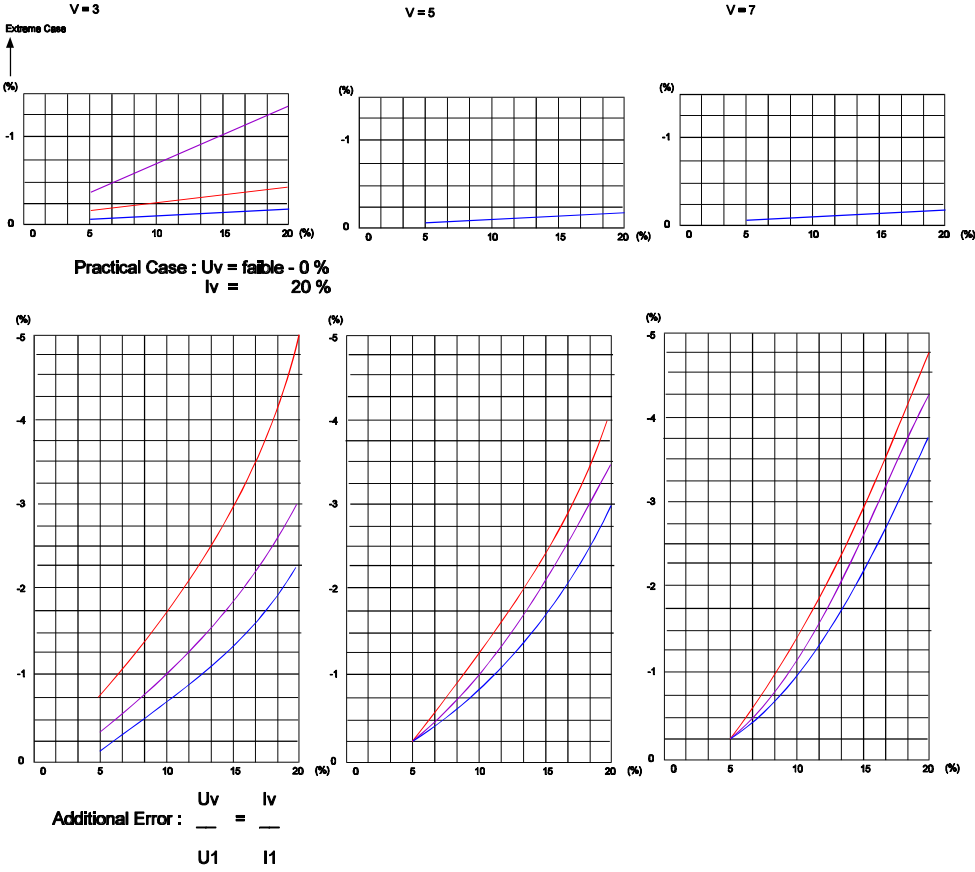 V = 3
V = 5
V = 7
Extreme Case
(%)
(%)
(%)
-1
-1
-1
0
0
0
0 5 10 15 20 (%)
0 5 10 15 20 (%)
0 5 10 15 20 (%)
Practical Case : Uv = faible - 0 %
Iv = 20 %
(%)
(%)
(%)
-5
-5
-5
-4
-4
-4
-3
-3
-3
-2
-2
-2
-1
-1
-1
0
0
0
0 5 10 15 20 (%)
0 5 10 15 20 (%)
0 5 10 15 20 (%)
Uv Iv
Additional Error : __ = __
U1 I1